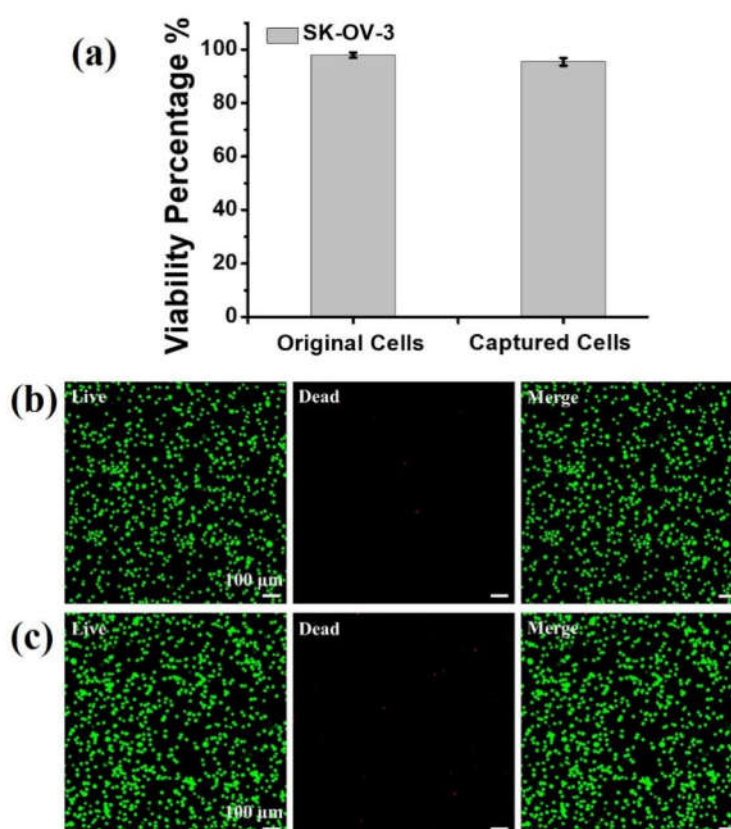 (a)
SK-OV-3
Viability Percentage %
100
80
60
40
20
0
Original Cells
Captured Cells
(b)
Live
Dead
Merge
100 μm
(c)
Live
Dead
Merge
100 μm